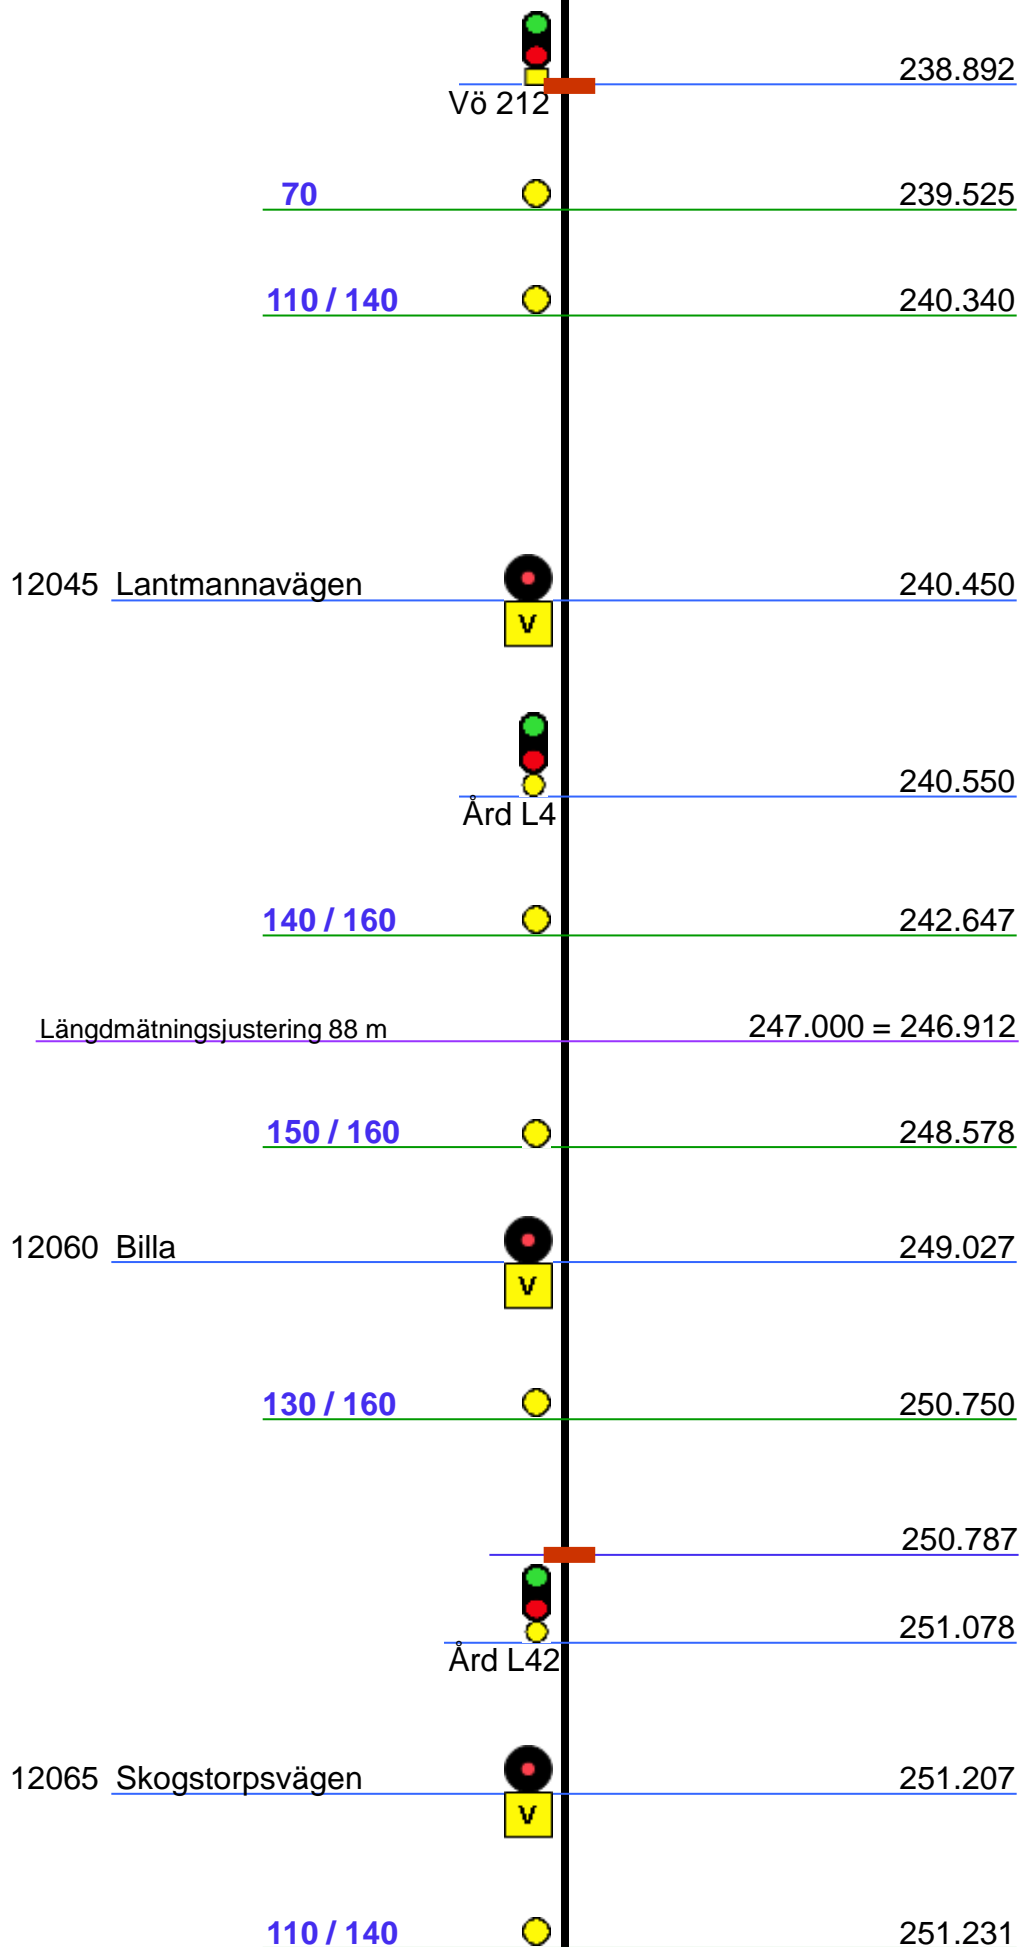 238.892
Vö 212
70 239.525
110 / 140 240.340
12045 Lantmannavägen 240.450
V
240.550
Ård L4
140 / 160 242.647
Längdmätningsjustering 88 m 247.000 = 246.912
150 / 160 248.578
12060 Billa 249.027
V
130 / 160 250.750
250.787
251.078
Ård L42
12065 Skogstorpsvägen 251.207
V
110 / 140 251.231